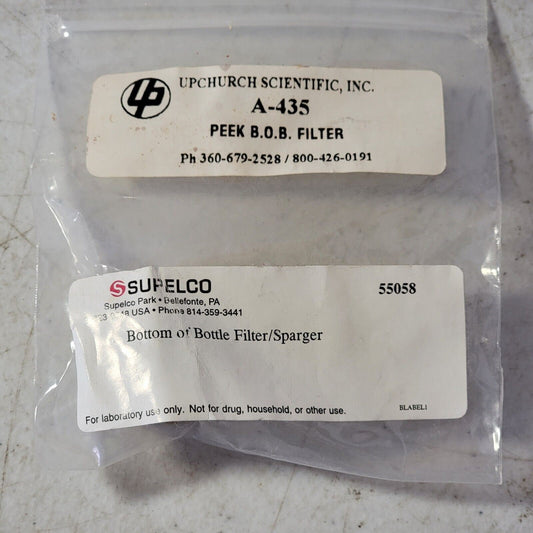 UP UPCHURCH SCIENTIFIC, INC.
A-435
PEEK B.O.B. FILTER
Ph 360-679-2528 / 800-426-0191
SUPELCO 55058
Supelco Park • Bellefonte, PA
USA • Phone 814-359-3441
Bottom of Bottle Filter/Sparger
For laboratory use only. Not for drug, household, or other use. BLABEL1